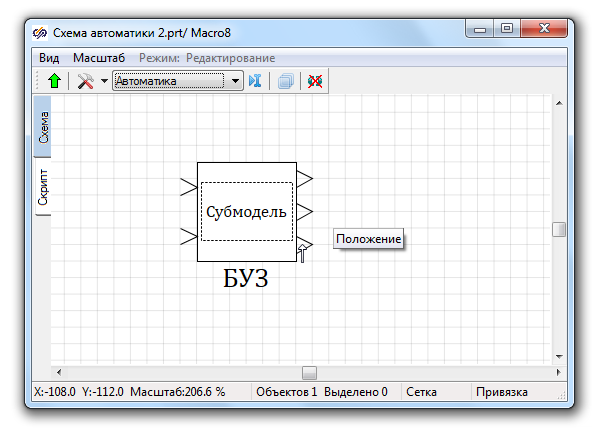 Схема автоматики 2.prt/ Macro8
Вид Масштаб Режим: Редактирование
Автоматика
Схема
Скрипт
Субмодель
Положение
БУЗ
X:-108.0 Y:-112.0 Масштаб:206.6 % Объектов 1 Выделено 0 Сетка Привязка